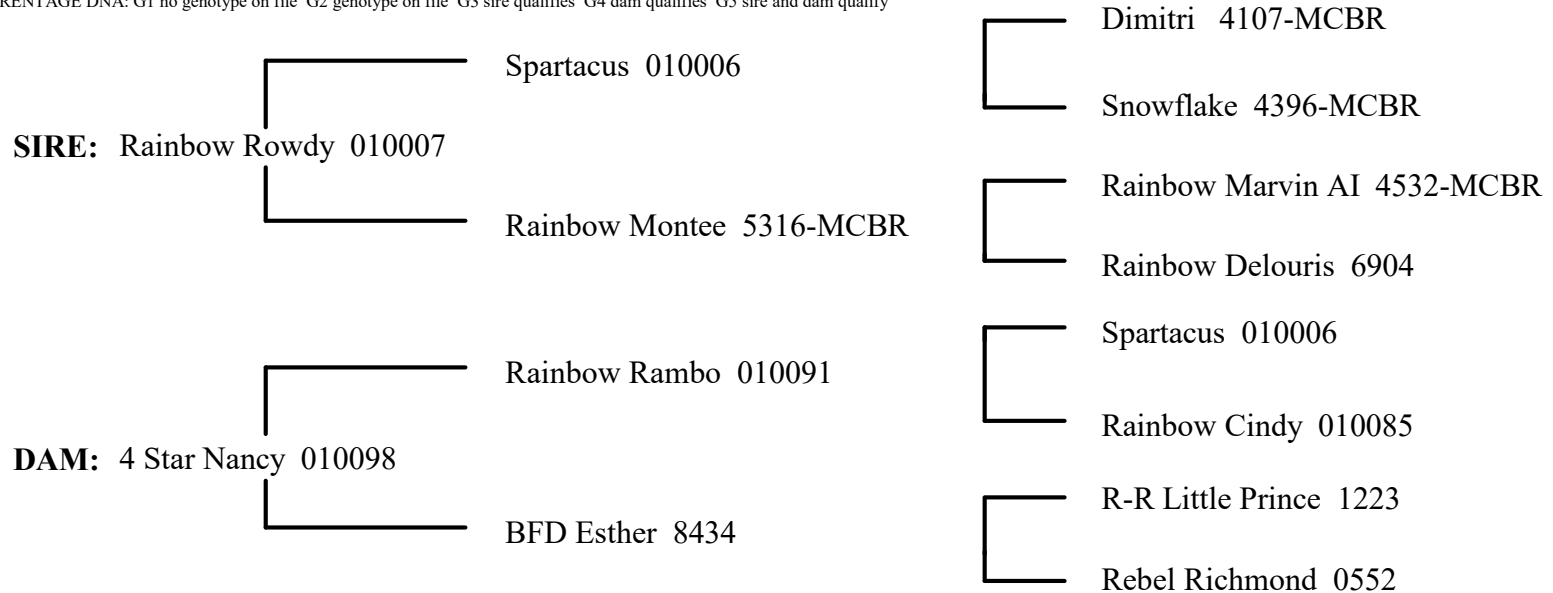 RENTAGE DNA: G1 no genotype on file G2 genotype on file G3 sire qualifies G4 dam qualifies G5 sire and dam qualify
Dimitri 4107-MCBR
Spartacus 010006
Snowflake 4396-MCBR
SIRE: Rainbow Rowdy 010007
Rainbow Marvin AI 4532-MCBR
Rainbow Montee 5316-MCBR
Rainbow Delouris 6904
Spartacus 010006
Rainbow Rambo 010091
Rainbow Cindy 010085
DAM: 4 Star Nancy 010098
R-R Little Prince 1223
BFD Esther 8434
Rebel Richmond 0552